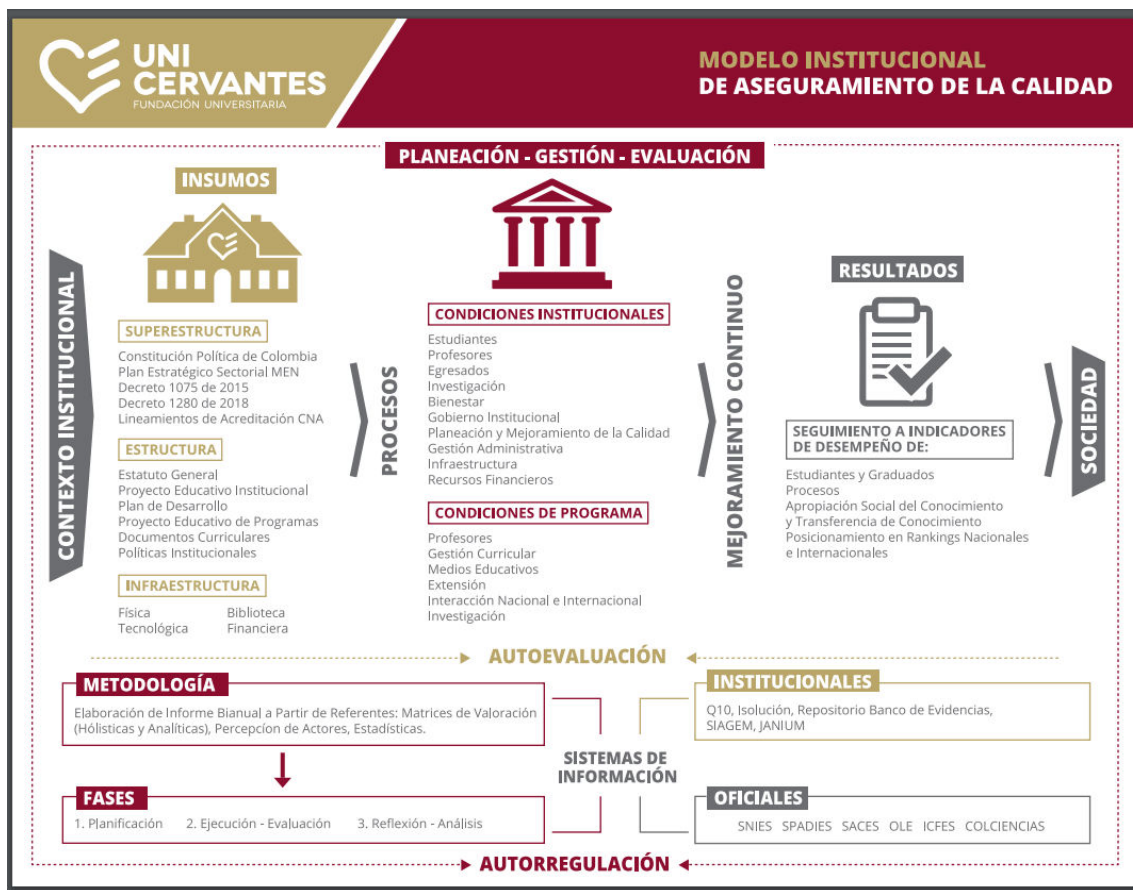 UNI
CERVANTES
FUNDACIÓN UNIVERSITARIA
MODELO INSTITUCIONAL
DE ASEGURAMIENTO DE LA CALIDAD
PLANEACIÓN - GESTIÓN - EVALUACIÓN
CONTEXTO INSTITUCIONAL
INSUMOS
SUPERESTRUCTURA
Constitución Política de Colombia
Plan Estratégico Sectorial MEN
Decreto 1075 de 2015
Decreto 1280 de 2018
Lineamientos de Acreditación CNA
ESTRUCTURA
Estatuto General
Proyecto Educativo Institucional
Plan de Desarrollo
Proyecto Educativo de Programas
Documentos Curriculares
Políticas Institucionales
INFRAESTRUCTURA
Física Biblioteca
Tecnológica Financiera
PROCESOS
CONDICIONES INSTITUCIONALES
Estudiantes
Profesores
Egresados
Investigación
Bienestar
Gobierno Institucional
Planeación y Mejoramiento de la Calidad
Gestión Administrativa
Infraestructura
Recursos Financieros
CONDICIONES DE PROGRAMA
Profesores
Gestión Curricular
Medios Educativos
Extensión
Interacción Nacional e Internacional
Investigación
MEJORAMIENTO CONTINUO
RESULTADOS
SEGUIMIENTO A INDICADORES
DE DESEMPEÑO DE:
Estudiantes y Graduados
Procesos
Apropiación Social del Conocimiento
y Transferencia de Conocimiento
Posicionamiento en Rankings Nacionales
e Internacionales
SOCIEDAD
AUTOEVALUACIÓN
METODOLOGÍA
Elaboración de Informe Bianual a Partir de Referentes: Matrices de Valoración
(Hólisticas y Analíticas), Percepcíon de Actores, Estadísticas.
FASES
1. Planificación 2. Ejecución - Evaluación 3. Reflexión - Análisis
SISTEMAS DE
INFORMACIÓN
INSTITUCIONALES
Q10, Isolución, Repositorio Banco de Evidencias,
SIAGEM, JANIUM
OFICIALES
SNIES SPADIES SACES OLE ICFES COLCIENCIAS
AUTORREGULACIÓN